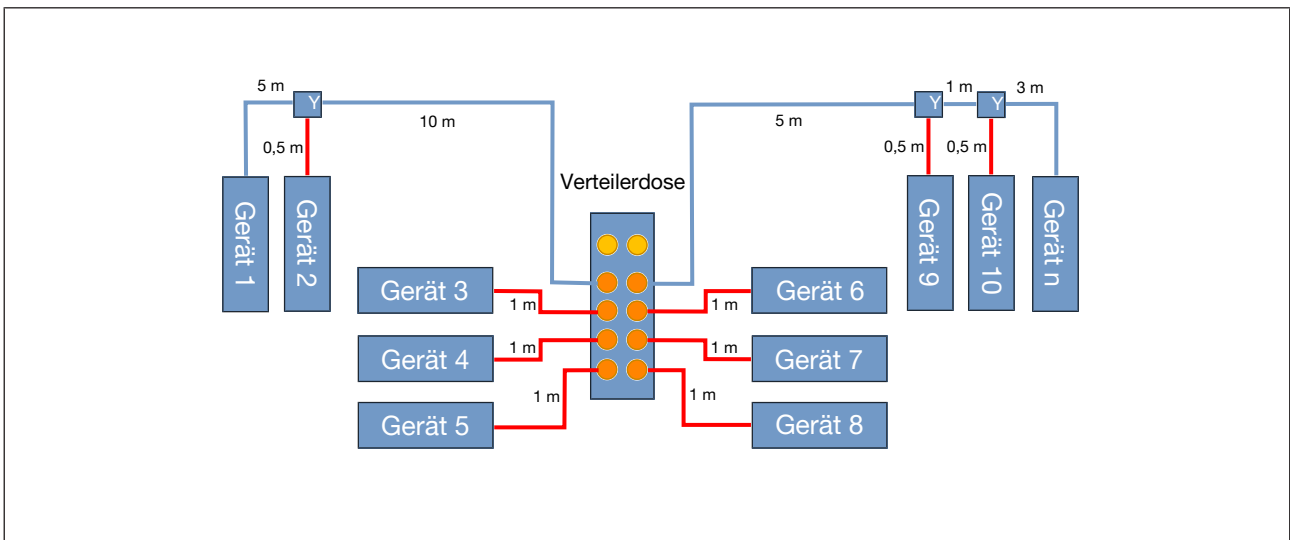 5 m
Y
10 m
0,5 m
Gerät 1
Gerät 2
Verteilerdose
5 m
Y
1 m
Y
3 m
0,5 m
0,5 m
Gerät 9
Gerät 10
Gerät n
Gerät 3
1 m
Gerät 6
1 m
Gerät 4
1 m
Gerät 7
1 m
Gerät 5
1 m
Gerät 8
1 m